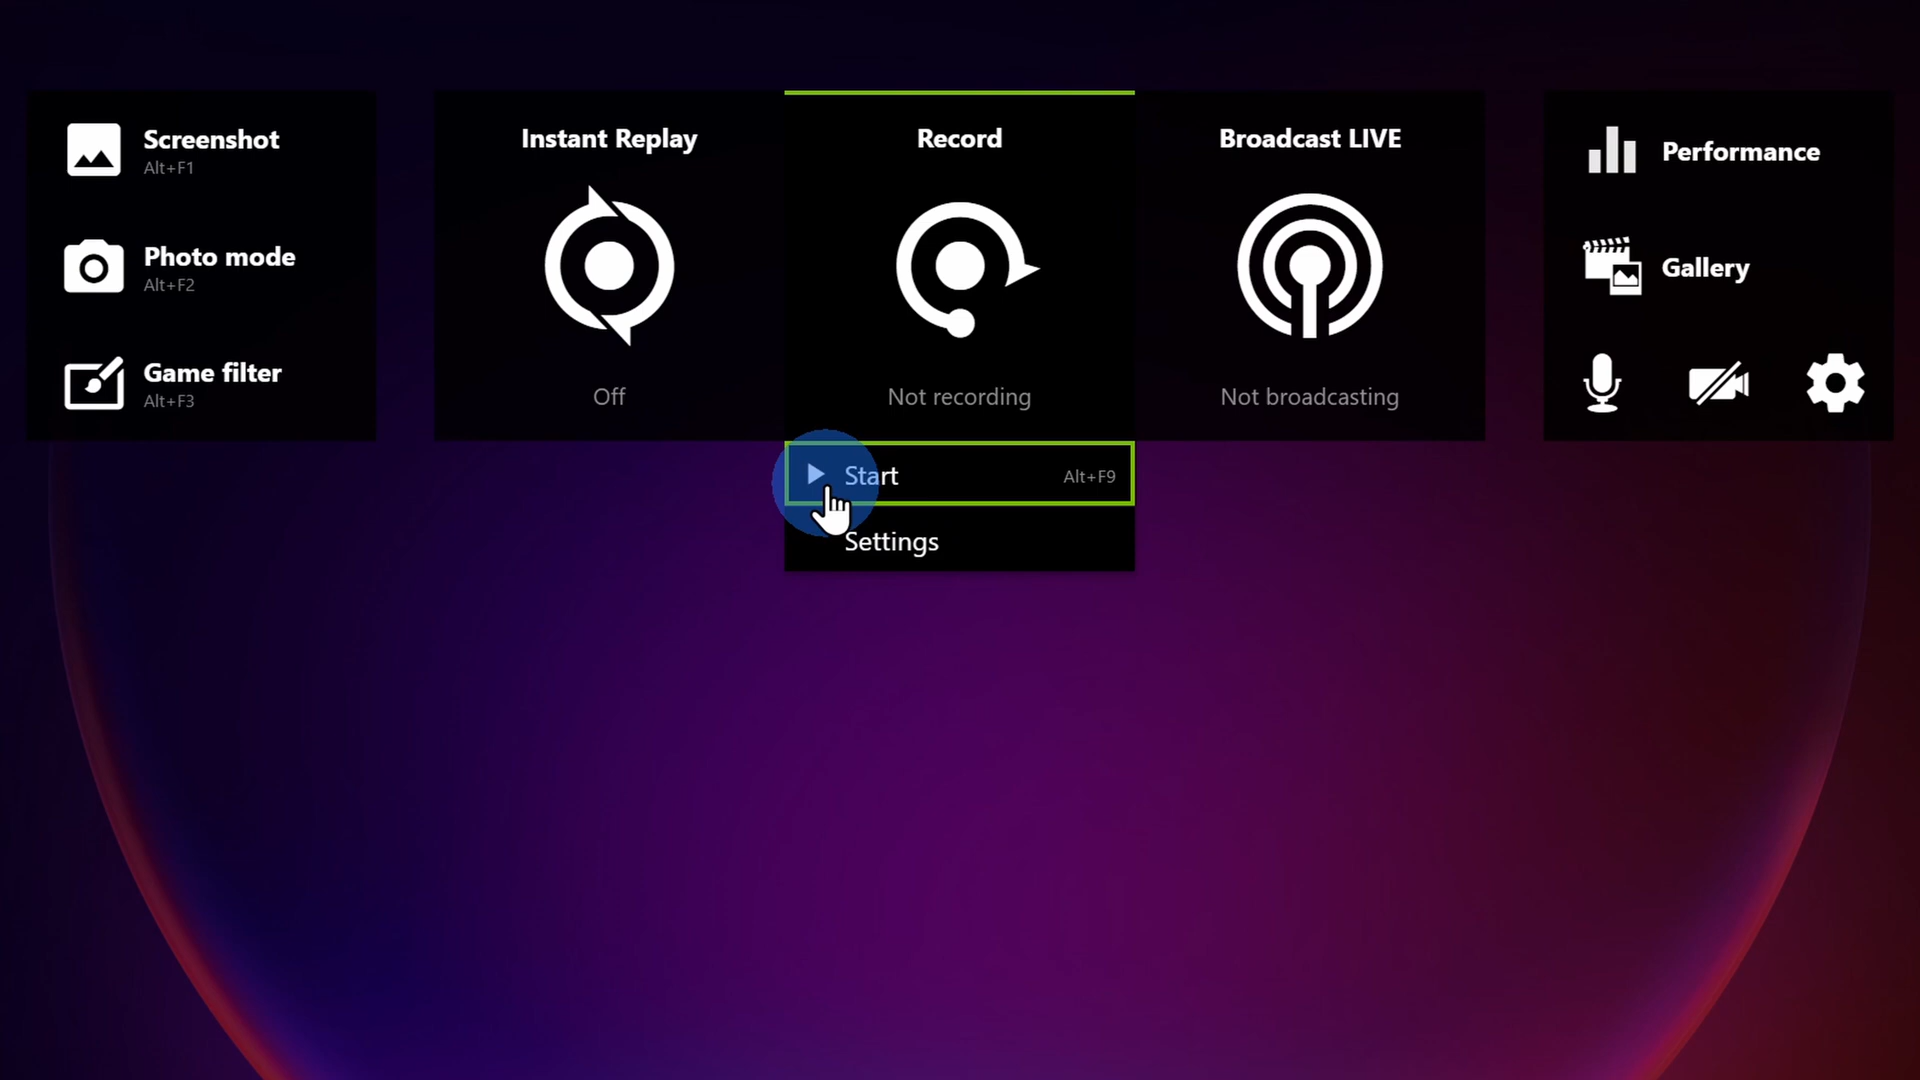 Screenshot
Alt+F1
Photo mode
Alt+F2
Game filter
Alt+F3
Instant Replay
Off
Record
Not recording
Start Alt+F9
Settings
Broadcast LIVE
Not broadcasting
Performance
Gallery